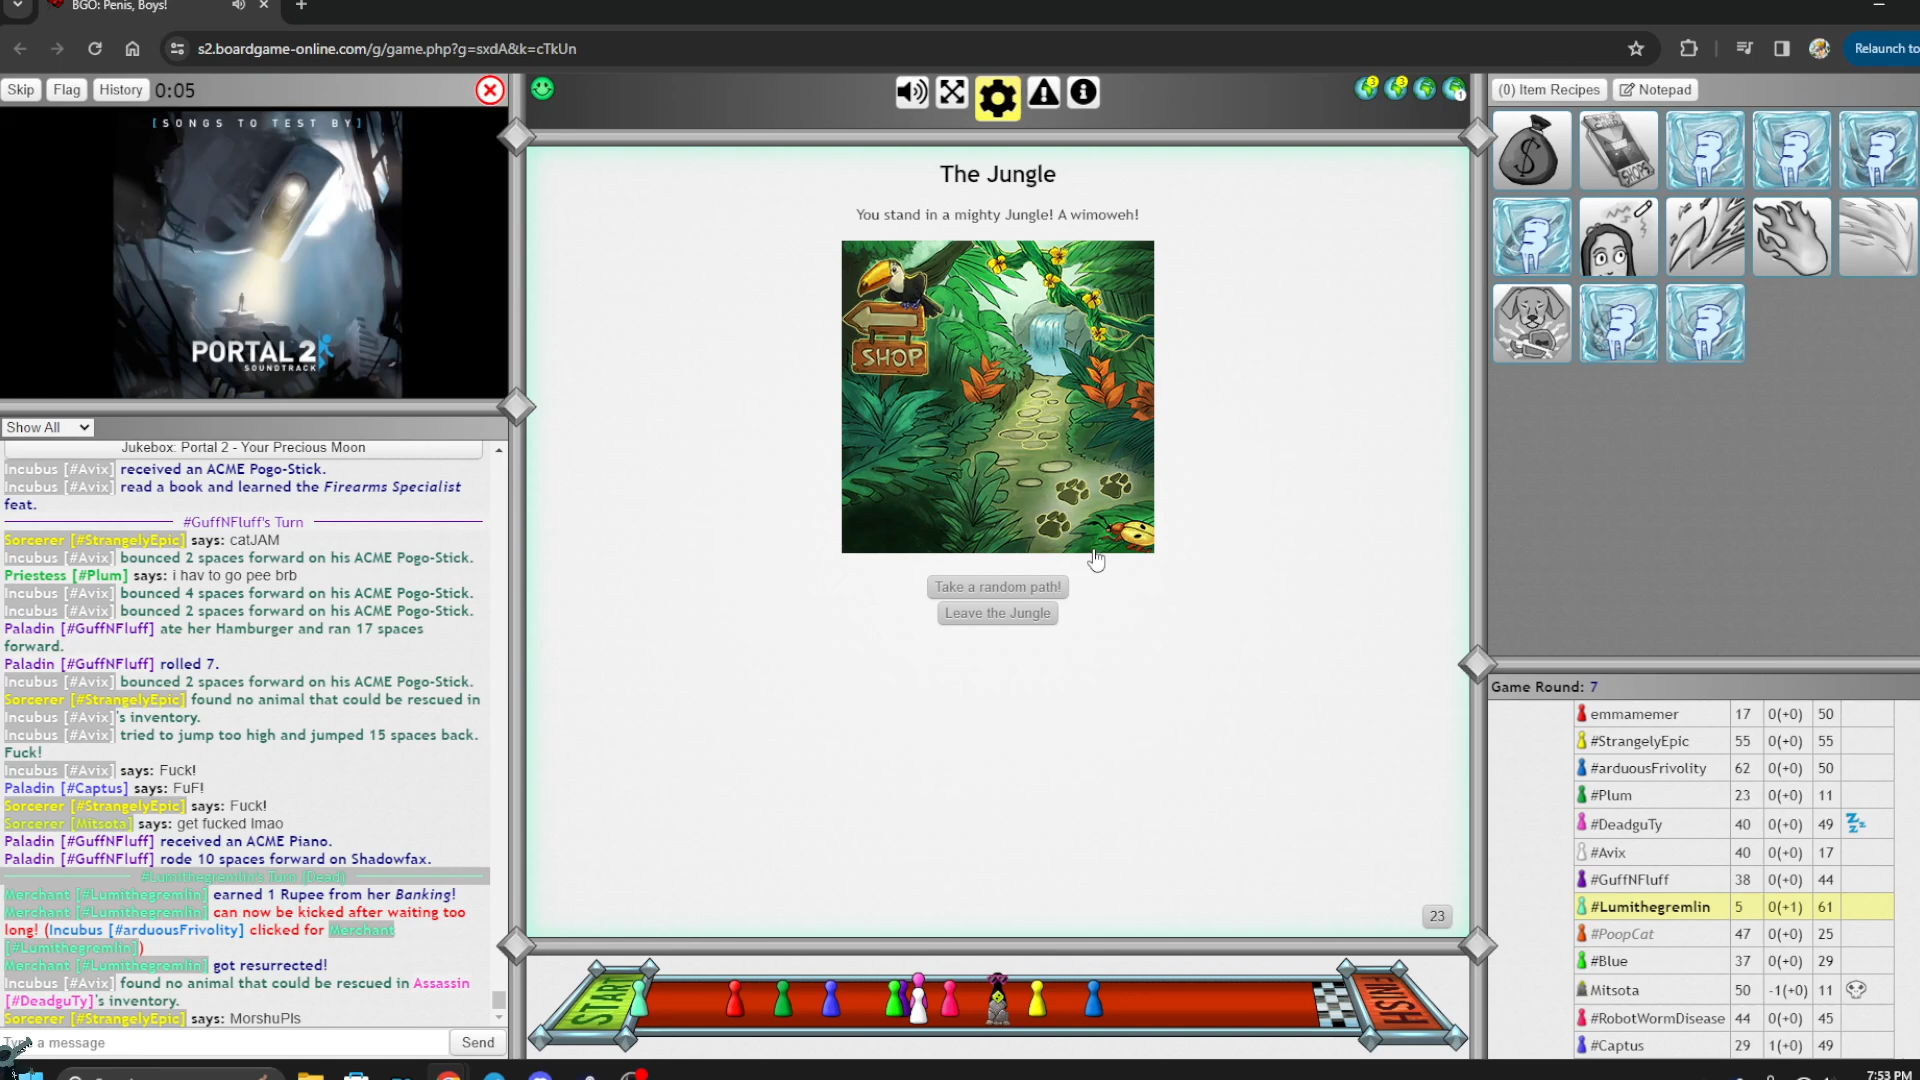 BGO: Penis, Boys!
s2.boardgame-online.com/g/game.php?g=sxdA&k=cTkUn
Relaunch to
Skip
Flag
History
0:05
(0) Item Recipes
Notepad
3
3
1
[SONGS TO TEST BY]
PORTAL 2
SOUNDTRACK
The Jungle
You stand in a mighty Jungle! A wimoweh!
SHOP
Take a random path!
Leave the Jungle
23
$
SHOPS
3
3
3
3
3
3
Show All
Jukebox: Portal 2 - Your Precious Moon
Incubus [#Avix] received an ACME Pogo-Stick.
Incubus [#Avix] read a book and learned the Firearms Specialist
feat.
#GuffNFluff's Turn
Sorcerer [#StrangelyEpic] says: catJAM
Incubus [#Avix] bounced 2 spaces forward on his ACME Pogo-Stick.
Priestess [#Plum] says: i hav to go pee brb
Incubus [#Avix] bounced 4 spaces forward on his ACME Pogo-Stick.
Incubus [#Avix] bounced 2 spaces forward on his ACME Pogo-Stick.
Paladin [#GuffNFluff] ate her Hamburger and ran 17 spaces
forward.
Paladin [#GuffNFluff] rolled 7.
Incubus [#Avix] bounced 2 spaces forward on his ACME Pogo-Stick.
Sorcerer [#StrangelyEpic] found no animal that could be rescued in
Incubus [#Avix]'s inventory.
Incubus [#Avix] tried to jump too high and jumped 15 spaces back.
Fuck!
Incubus [#Avix] says: Fuck!
Paladin [#Captus] says: FuF!
Sorcerer [#StrangelyEpic] says: Fuck!
Sorcerer [Mitsota] says: get fucked lmao
Paladin [#GuffNFluff] received an ACME Piano.
Paladin [#GuffNFluff] rode 10 spaces forward on Shadowfax.
#Lumithegremlin's Turn (Dead)
Merchant [#Lumithegremlin] earned 1 Rupee from her Banking!
Merchant [#Lumithegremlin] can now be kicked after waiting too
long! (Incubus [#arduousFrivolity] clicked for Merchant
[#Lumithegremlin])
Merchant [#Lumithegremlin] got resurrected!
Incubus [#Avix] found no animal that could be rescued in Assassin
[#DeadguTy]'s inventory.
Sorcerer [#StrangelyEpic] says: MorshuPls
a message
Send
START
FINISH
Game Round: 7
emmamemer 17 0(+0) 50
#StrangelyEpic 55 0(+0) 55
#arduousFrivolity 62 0(+0) 50
#Plum 23 0(+0) 11
#DeadguTy 40 0(+0) 49
#Avix 40 0(+0) 17
#GuffNFluff 38 0(+0) 44
#Lumithegremlin 5 0(+1) 61
#PoopCat 47 0(+0) 25
#Blue 37 0(+0) 29
Mitsota 50 -1(+0) 11
#RobotWormDisease 44 0(+0) 45
#Captus 29 1(+0) 49
7:53 PM